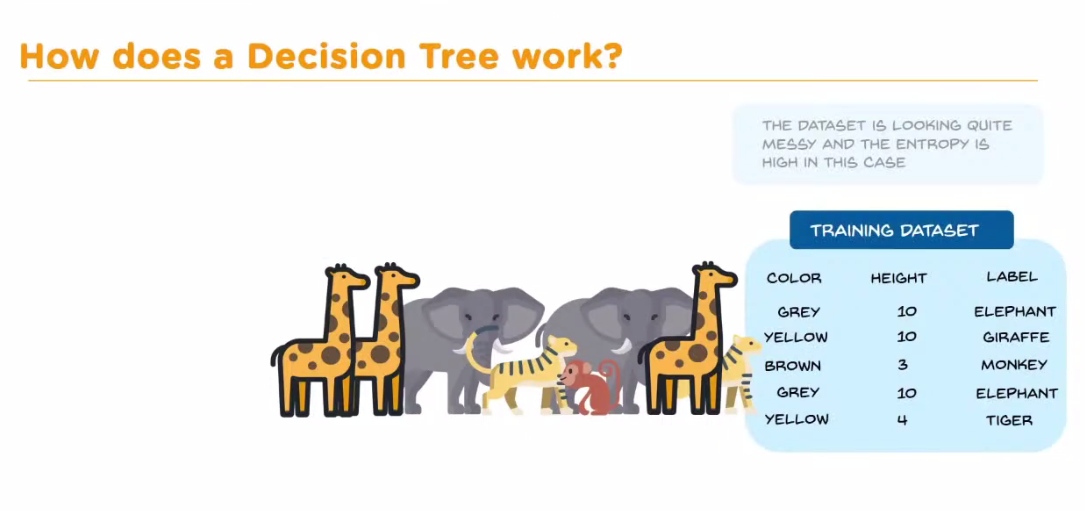 How does a Decision Tree work?
THE DATASET IS LOOKING QUITE
MESSY AND THE ENTROPY IS
HIGH IN THIS CASE
TRAINING DATASET
COLOR HEIGHT LABEL
GREY 10 ELEPHANT
YELLOW 10 GIRAFFE
BROWN 3 MONKEY
GREY 10 ELEPHANT
YELLOW 4 TIGER